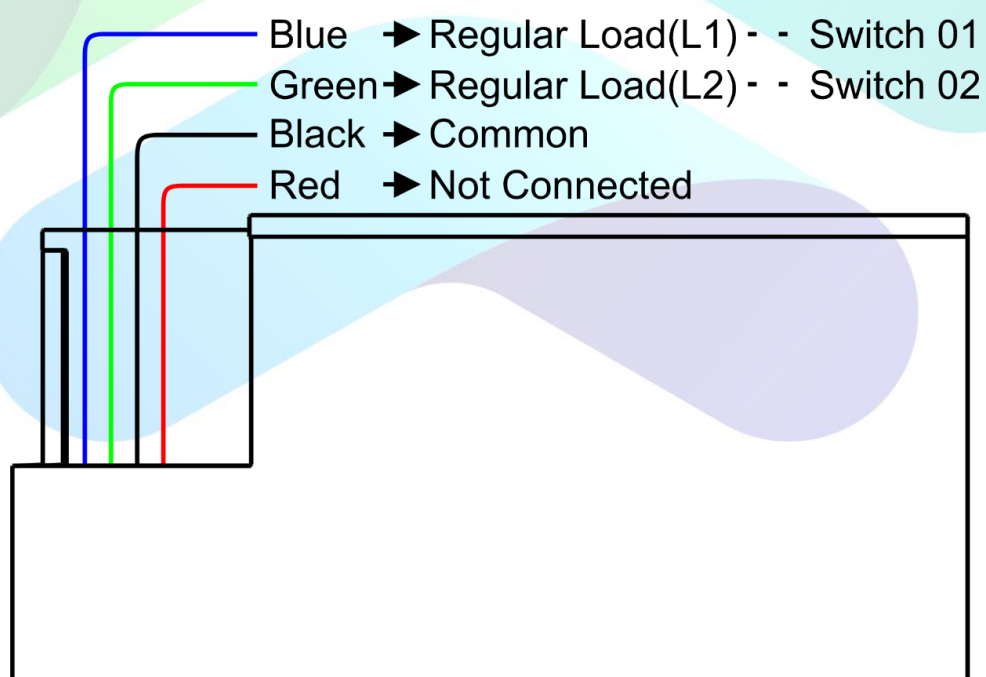 Blue → Regular Load(L1) - - Switch 01
Green → Regular Load(L2) - - Switch 02
Black → Common
Red → Not Connected